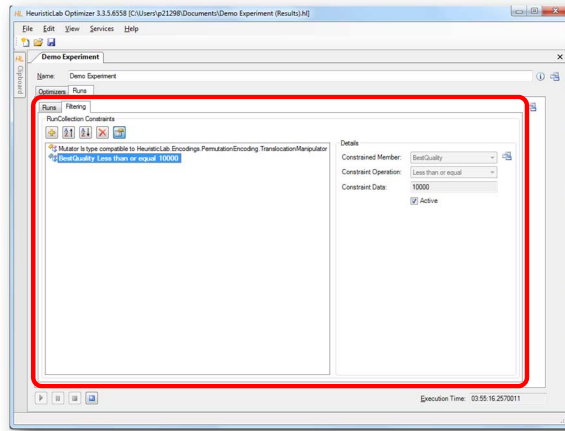 HL HeuristicLab Optimizer 3.3.5.6558 [C:\Users\p21298\Documents\Demo Experiment (Results).hl]
File Edit View Services Help
HL
Clipboard
Demo Experiment
Name: Demo Experiment
Optimizers Runs
Runs Filtering
RunCollection Constraints
Mutator Is type compatible to HeuristicLab.Encodings.PermutationEncoding.TranslocationManipulator
BestQuality Less than or equal 10000
Details
Constrained Member: BestQuality
Constraint Operation: Less than or equal
Constraint Data: 10000
Active
Execution Time: 03:55:16.2570011